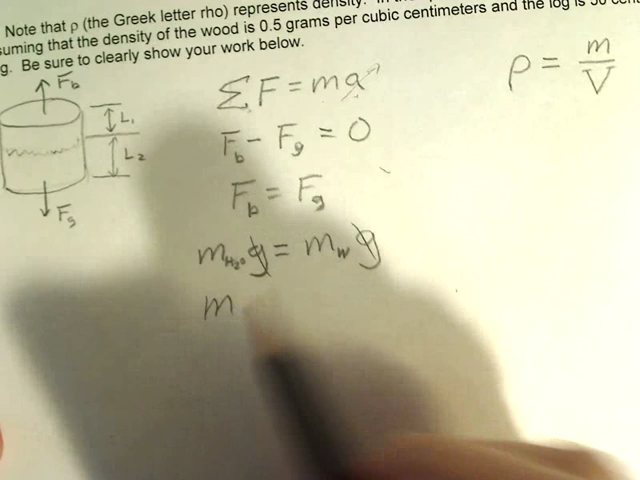 Note that ρ (the Greek letter rho) represents density.
suming that the density of the wood is 0.5 grams per cubic centimeters and the log is 50 cent
g. Be sure to clearly show your work below.
F_b
L₁
L₂
F_g
ΣF = ma
F_b - F_g = 0
F_b = F_g
m_H₂O g = m_W g
m
ρ = m/V